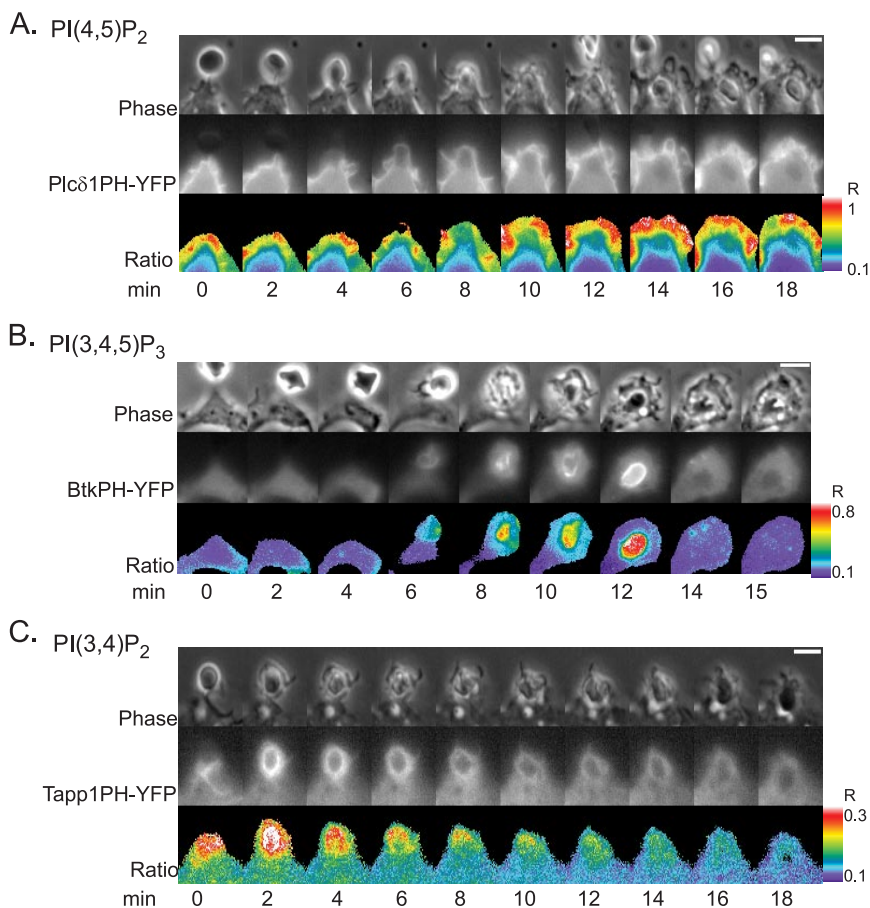 A. PI(4,5)P2
Phase
Plcδ1PH-YFP
R
1
Ratio
0.1
min 0 2 4 6 8 10 12 14 16 18
B. PI(3,4,5)P3
Phase
BtkPH-YFP
R
0.8
Ratio
0.1
min 0 2 4 6 8 10 12 14 15
C. PI(3,4)P2
Phase
Tapp1PH-YFP
R
0.3
Ratio
0.1
min 0 2 4 6 8 10 12 14 16 18